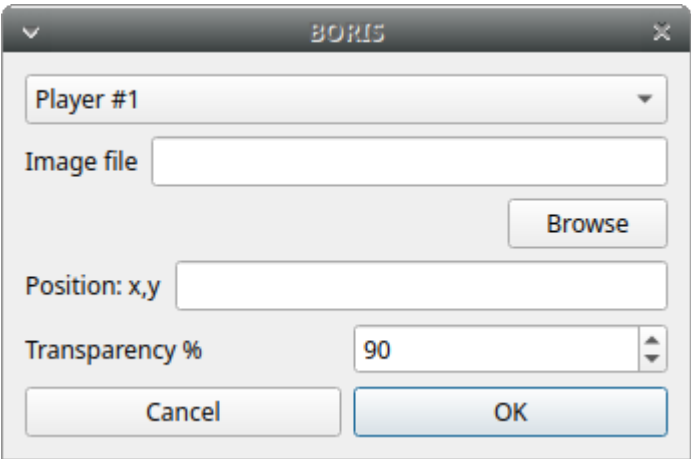 BORIS
Player #1
Image file
Browse
Position: x,y
Transparency % 90
Cancel OK